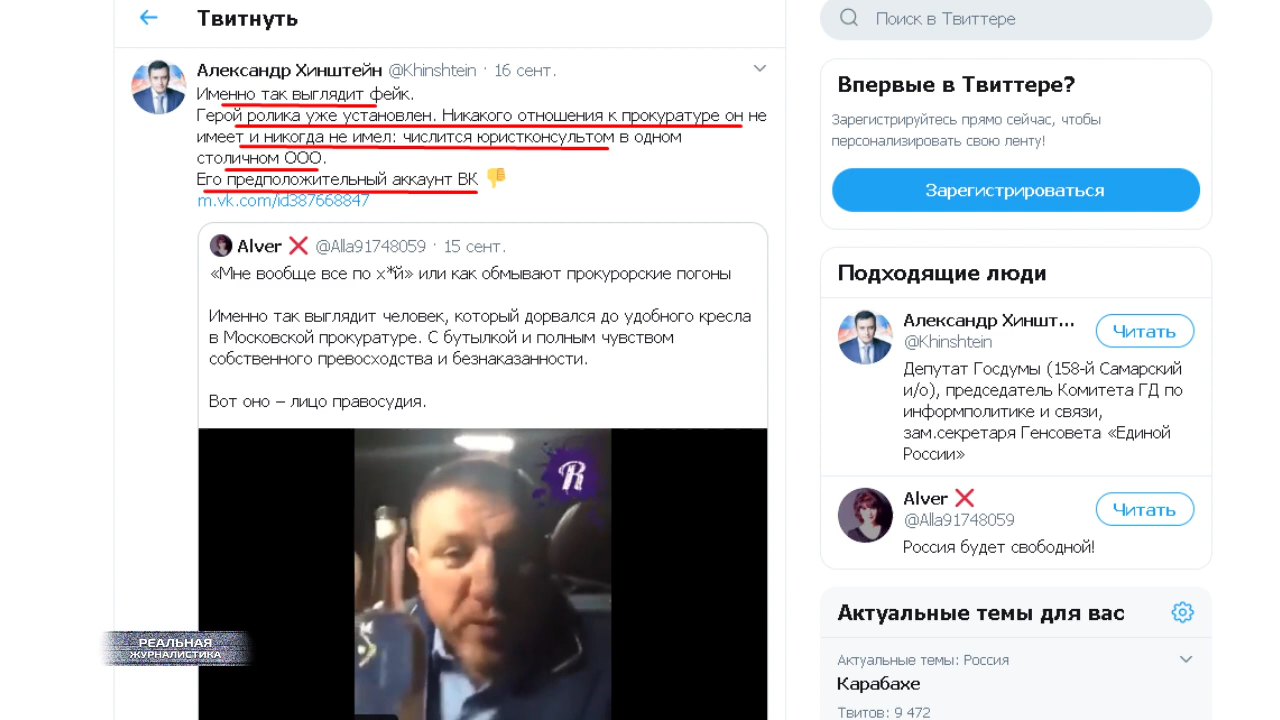 Твитнуть
Александр Хинштейн @Khinshtein · 16 сент.
Именно так выглядит фейк.
Герой ролика уже установлен. Никакого отношения к прокуратуре он не
имеет и никогда не имел: числится юристконсультом в одном
столичном ООО.
Его предположительный аккаунт ВК 👎
m.vk.com/id387668847
Alver ❌ @Alla91748059 · 15 сент.
«Мне вообще все по х*й» или как обмывают прокурорские погоны
Именно так выглядит человек, который дорвался до удобного кресла
в Московской прокуратуре. С бутылкой и полным чувством
собственного превосходства и безнаказанности.
Вот оно – лицо правосудия.
R
РЕАЛЬНАЯ
ЖУРНАЛИСТИКА
Поиск в Твиттере
Впервые в Твиттере?
Зарегистрируйтесь прямо сейчас, чтобы
персонализировать свою ленту!
Зарегистрироваться
Подходящие люди
Александр Хиншт...
@Khinshtein
Читать
Депутат Госдумы (158-й Самарский
и/о), председатель Комитета ГД по
информполитике и связи,
зам.секретаря Генсовета «Единой
России»
Alver ❌
@Alla91748059
Читать
Россия будет свободной!
Актуальные темы для вас
Актуальные темы: Россия
Карабахе
Твитов: 9 472